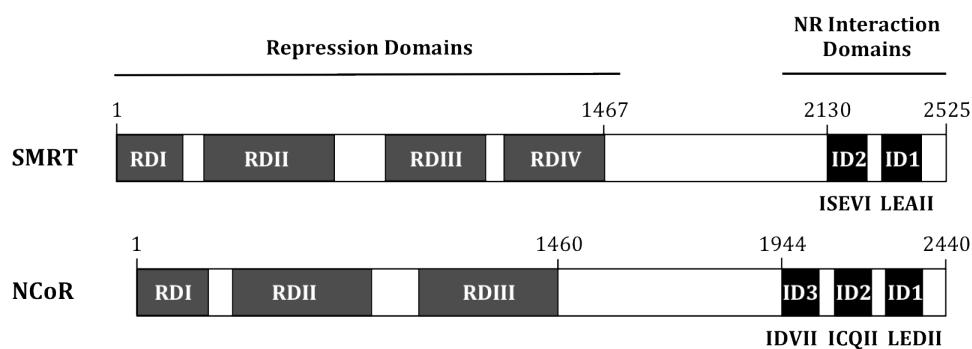 Repression Domains
NR Interaction
Domains
1 1467 2130 2525
SMRT RDI RDII RDIII RDIV ID2 ID1
ISEVI LEAII
1 1460 1944 2440
NCoR RDI RDII RDIII ID3 ID2 ID1
IDVII ICQII LEDII